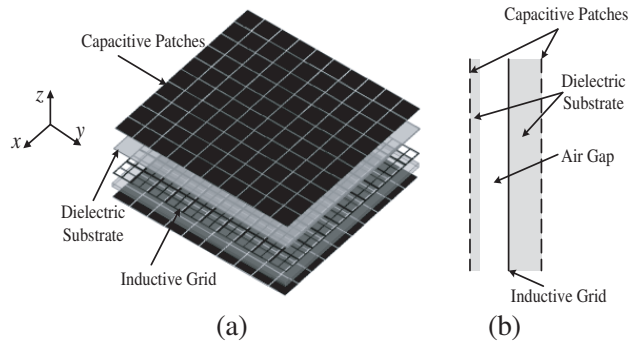 Capacitive Patches
z
x
y
Dielectric
Substrate
Inductive Grid
(a)
Capacitive Patches
Dielectric
Substrate
Air Gap
Inductive Grid
(b)